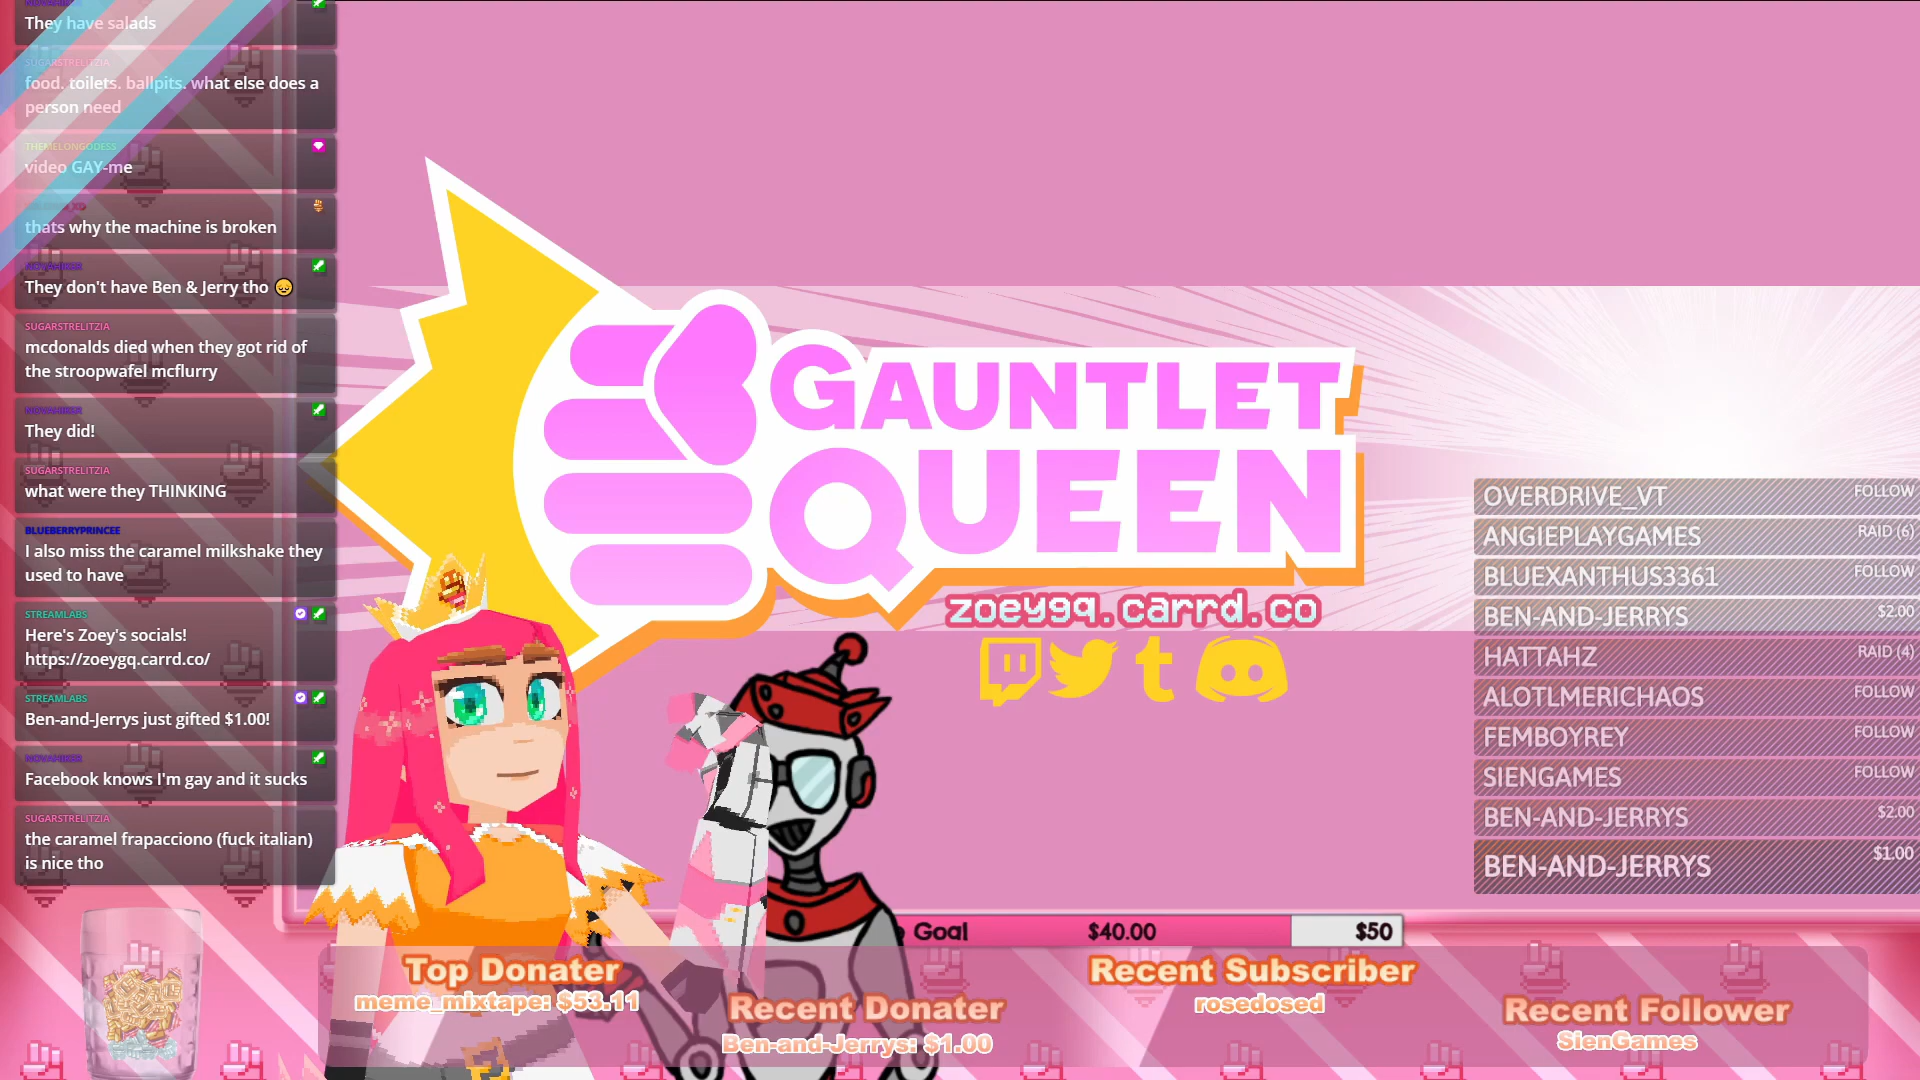 They have salads
SUGARSTRELITZIA
food. toilets. ballpits. what else does a
person need
THEMELONGODESS
video GAY-me
thats why the machine is broken
NOVAHIKER
They don't have Ben & Jerry tho 😔
SUGARSTRELITZIA
mcdonalds died when they got rid of
the stroopwafel mcflurry
NOVAHIKER
They did!
SUGARSTRELITZIA
what were they THINKING
BLUEBERRYPRINCEE
I also miss the caramel milkshake they
used to have
STREAMLABS
Here's Zoey's socials!
https://zoeygq.carrd.co/
STREAMLABS
Ben-and-Jerrys just gifted $1.00!
NOVAHIKER
Facebook knows I'm gay and it sucks
SUGARSTRELITZIA
the caramel frapacciono (fuck italian)
is nice tho
GAUNTLET
QUEEN
zoeygq.carrd.co
OVERDRIVE_VT FOLLOW
ANGIEPLAYGAMES RAID (6)
BLUEXANTHUS3361 FOLLOW
BEN-AND-JERRYS $2.00
HATTAHZ RAID (4)
ALOTLMERICHAOS FOLLOW
FEMBOYREY FOLLOW
SIENGAMES FOLLOW
BEN-AND-JERRYS $2.00
BEN-AND-JERRYS $1.00
Goal $40.00 $50
Top Donater
meme_mixtape: $53.11
Recent Donater
Ben-and-Jerrys: $1.00
Recent Subscriber
rosedosed
Recent Follower
SienGames